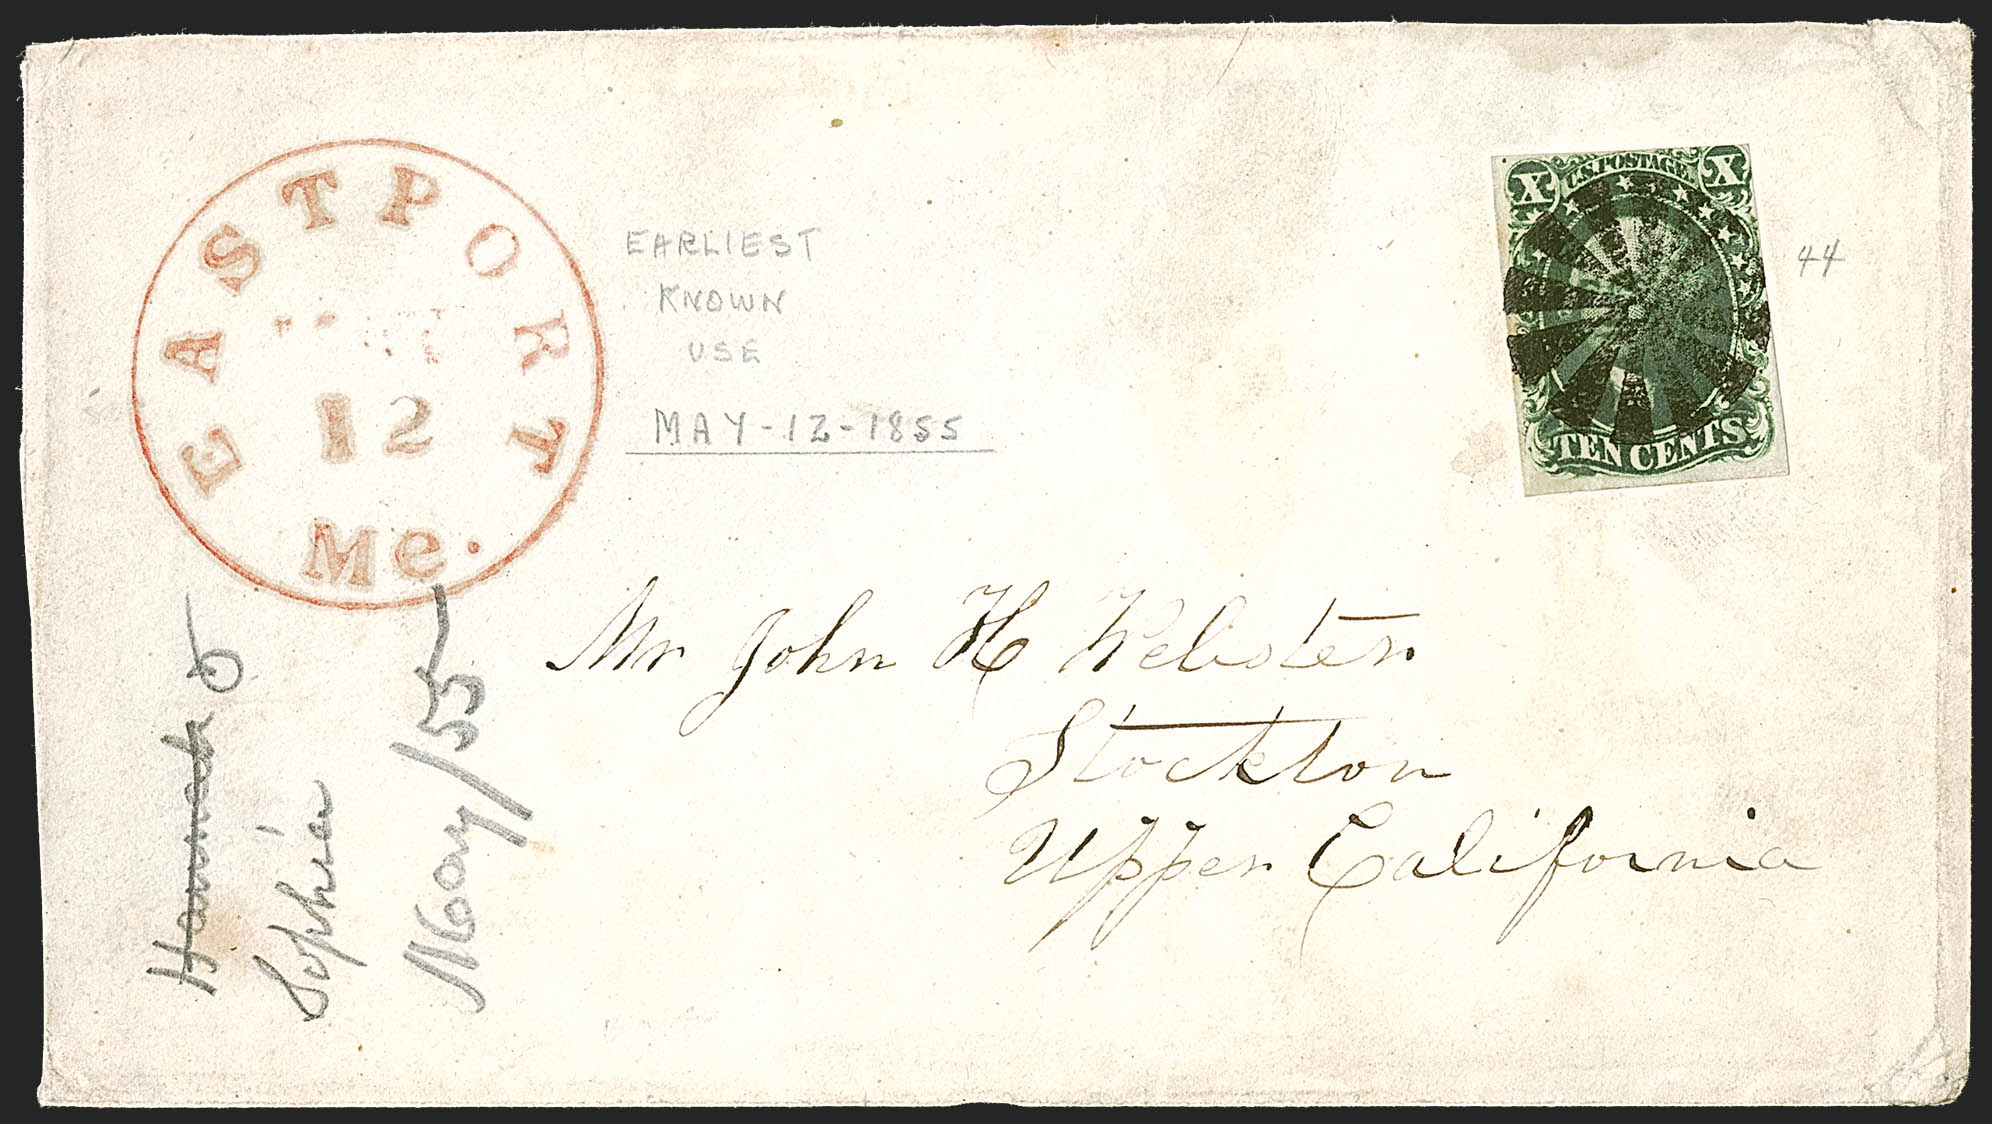 EASTPORT
12
Me.
EARLIEST
KNOWN
USE
MAY-12-1855
X U.S. POSTAGE. X
TEN CENTS
44
Mr John H Webster
Stockton
Upper California
Sophia
May/55